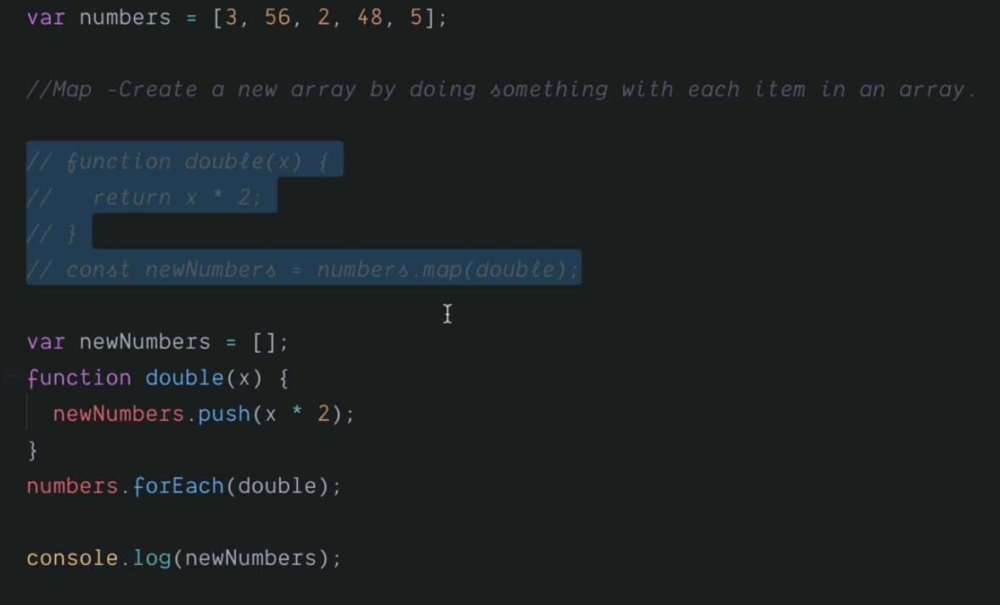 var numbers = [3, 56, 2, 48, 5];
//Map -Create a new array by doing something with each item in an array.
// function double(x) {
//   return x * 2;
// }
// const newNumbers = numbers.map(double);
var newNumbers = [];
function double(x) {
  newNumbers.push(x * 2);
}
numbers.forEach(double);
console.log(newNumbers);